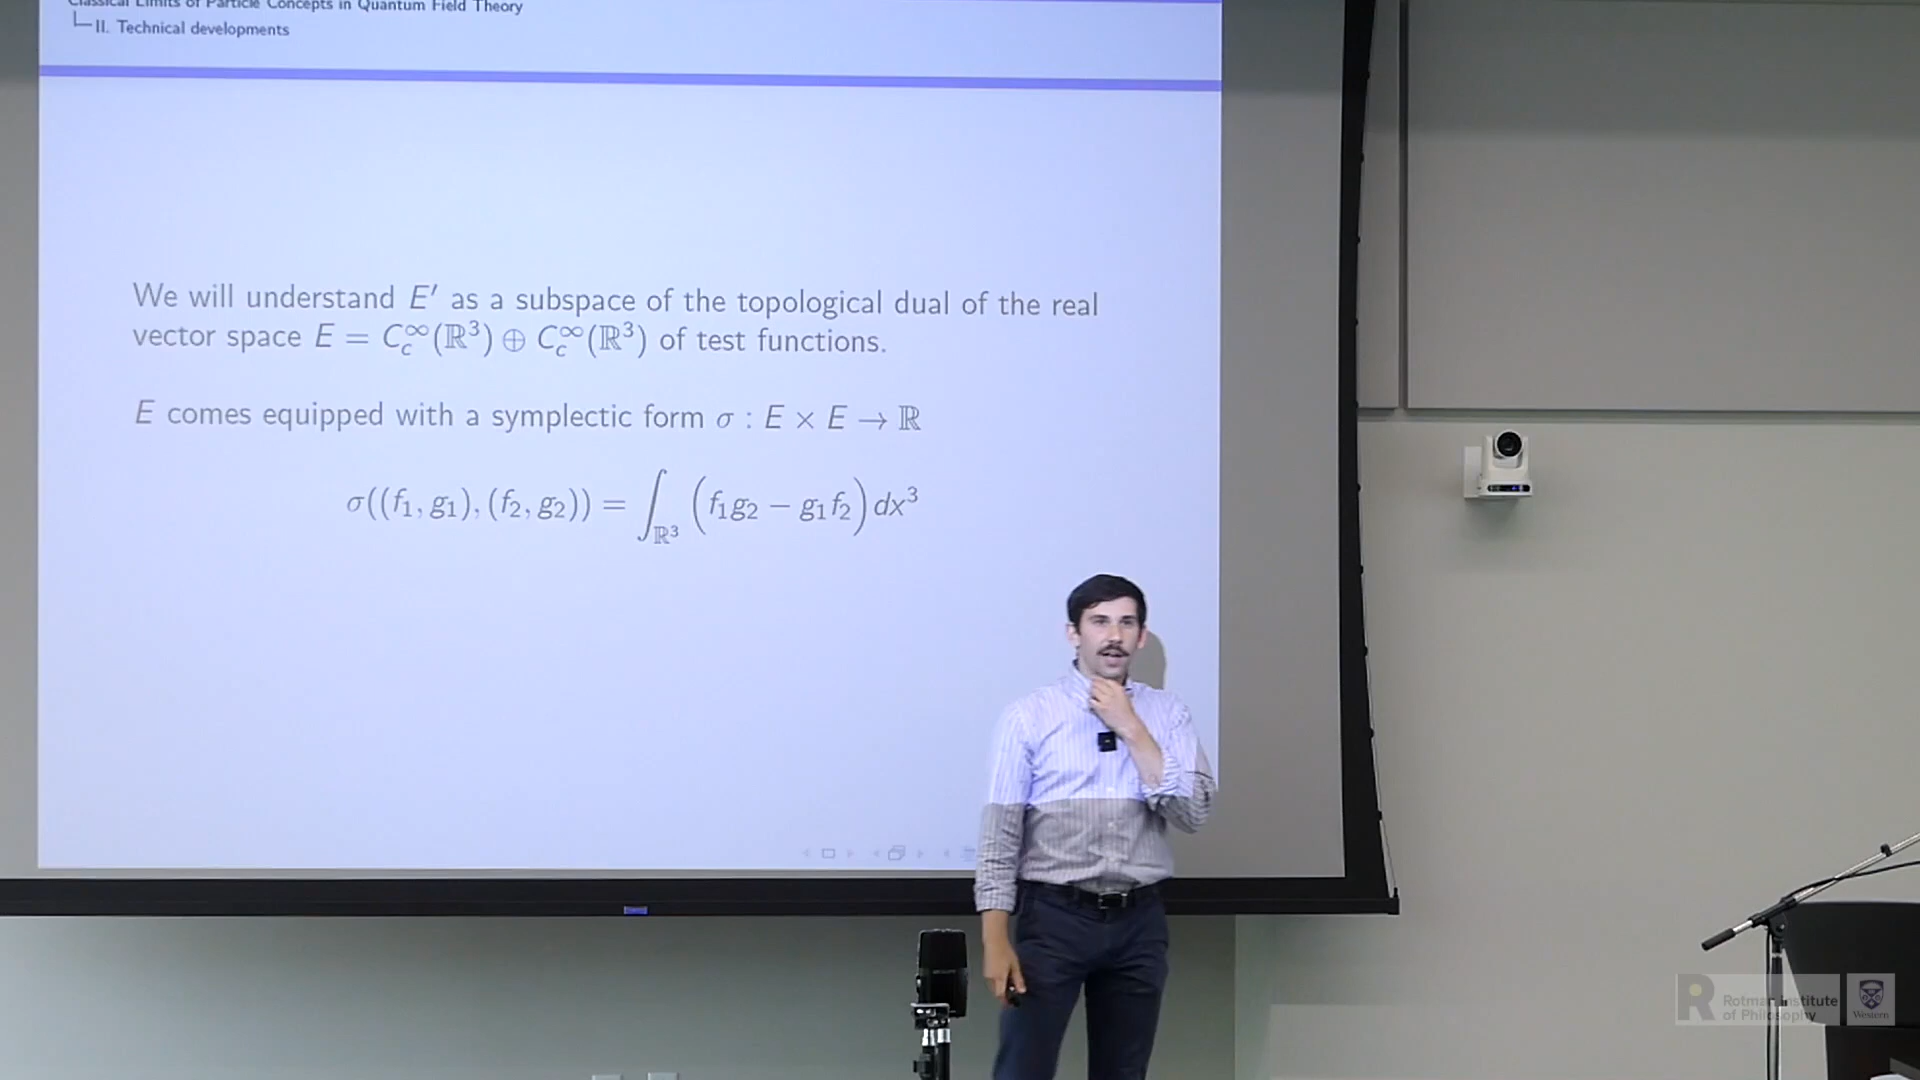 Classical Limits of Particle Concepts in Quantum Field Theory
II. Technical developments
We will understand E′ as a subspace of the topological dual of the real
vector space E = C_c^∞(ℝ³) ⊕ C_c^∞(ℝ³) of test functions.
E comes equipped with a symplectic form σ : E × E → ℝ
σ((f₁, g₁), (f₂, g₂)) = ∫_{ℝ³} (f₁g₂ − g₁f₂) dx³
Rotman Institute
of Philosophy
Western